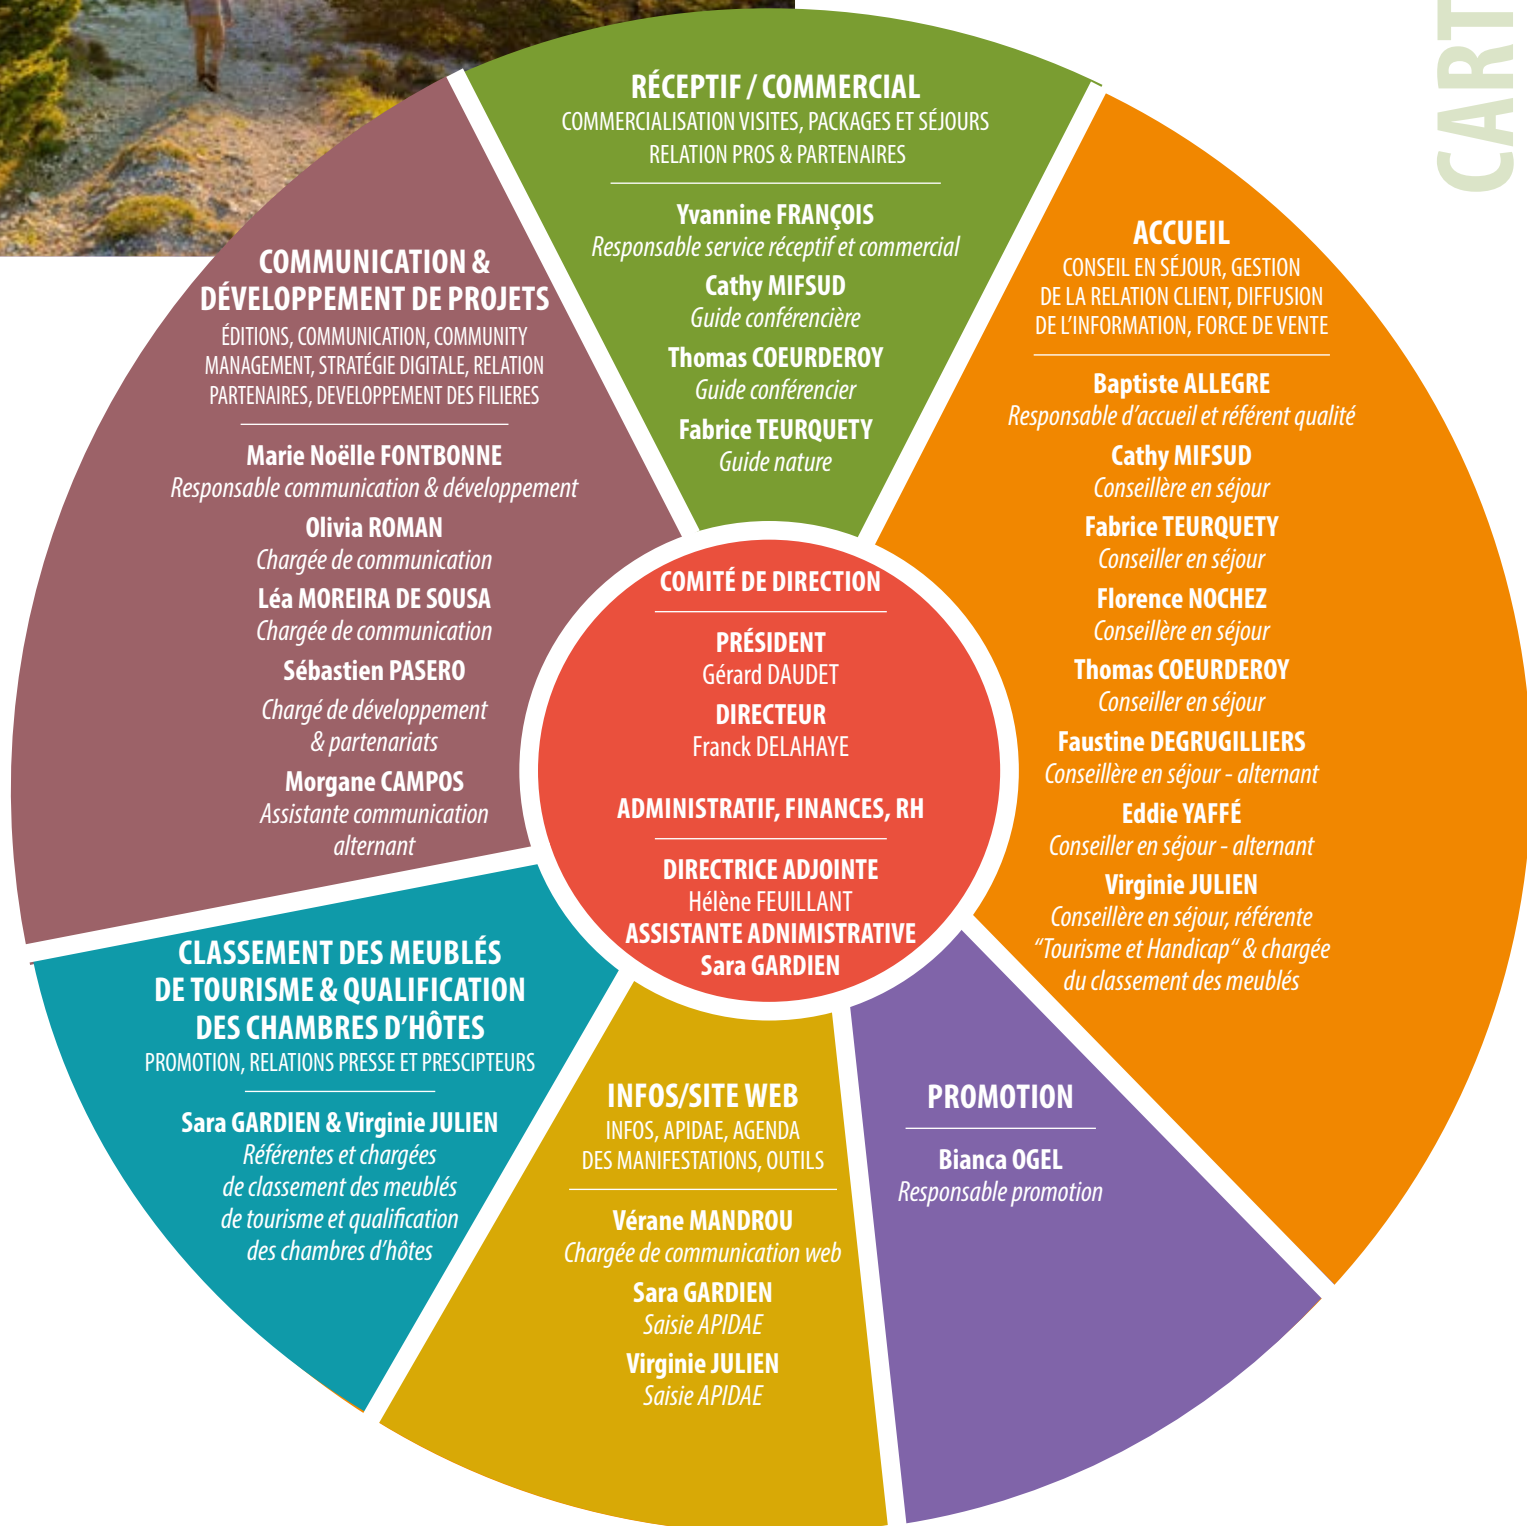 CART
RÉCEPTIF / COMMERCIAL
COMMERCIALISATION VISITES, PACKAGES ET SÉJOURS
RELATION PROS & PARTENAIRES
Yvannine FRANÇOIS
Responsable service réceptif et commercial
Cathy MIFSUD
Guide conférencière
Thomas COEURDEROY
Guide conférencier
Fabrice TEURQUETY
Guide nature
ACCUEIL
CONSEIL EN SÉJOUR, GESTION
DE LA RELATION CLIENT, DIFFUSION
DE L'INFORMATION, FORCE DE VENTE
Baptiste ALLEGRE
Responsable d'accueil et référent qualité
Cathy MIFSUD
Conseillère en séjour
Fabrice TEURQUETY
Conseiller en séjour
Florence NOCHEZ
Conseillère en séjour
Thomas COEURDEROY
Conseiller en séjour
Faustine DEGRUGILLIERS
Conseillère en séjour - alternant
Eddie YAFFÉ
Conseiller en séjour - alternant
Virginie JULIEN
Conseillère en séjour, référente
“Tourisme et Handicap“ & chargée
du classement des meublés
COMMUNICATION &
DÉVELOPPEMENT DE PROJETS
ÉDITIONS, COMMUNICATION, COMMUNITY
MANAGEMENT, STRATÉGIE DIGITALE, RELATION
PARTENAIRES, DEVELOPPEMENT DES FILIERES
Marie Noëlle FONTBONNE
Responsable communication & développement
Olivia ROMAN
Chargée de communication
Léa MOREIRA DE SOUSA
Chargée de communication
Sébastien PASERO
Chargé de développement
& partenariats
Morgane CAMPOS
Assistante communication
alternant
COMITÉ DE DIRECTION
PRÉSIDENT
Gérard DAUDET
DIRECTEUR
Franck DELAHAYE
ADMINISTRATIF, FINANCES, RH
DIRECTRICE ADJOINTE
Hélène FEUILLANT
ASSISTANTE ADNIMISTRATIVE
Sara GARDIEN
CLASSEMENT DES MEUBLÉS
DE TOURISME & QUALIFICATION
DES CHAMBRES D'HÔTES
PROMOTION, RELATIONS PRESSE ET PRESCIPTEURS
Sara GARDIEN & Virginie JULIEN
Référentes et chargées
de classement des meublés
de tourisme et qualification
des chambres d'hôtes
INFOS/SITE WEB
INFOS, APIDAE, AGENDA
DES MANIFESTATIONS, OUTILS
Vérane MANDROU
Chargée de communication web
Sara GARDIEN
Saisie APIDAE
Virginie JULIEN
Saisie APIDAE
PROMOTION
Bianca OGEL
Responsable promotion